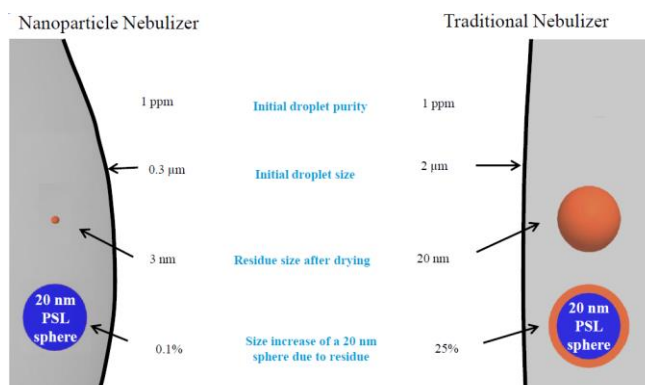 Nanoparticle Nebulizer
Traditional Nebulizer
1 ppm
Initial droplet purity
1 ppm
0.3 µm
Initial droplet size
2 µm
3 nm
Residue size after drying
20 nm
20 nm
PSL
sphere
0.1%
Size increase of a 20 nm
sphere due to residue
25%
20 nm
PSL
sphere